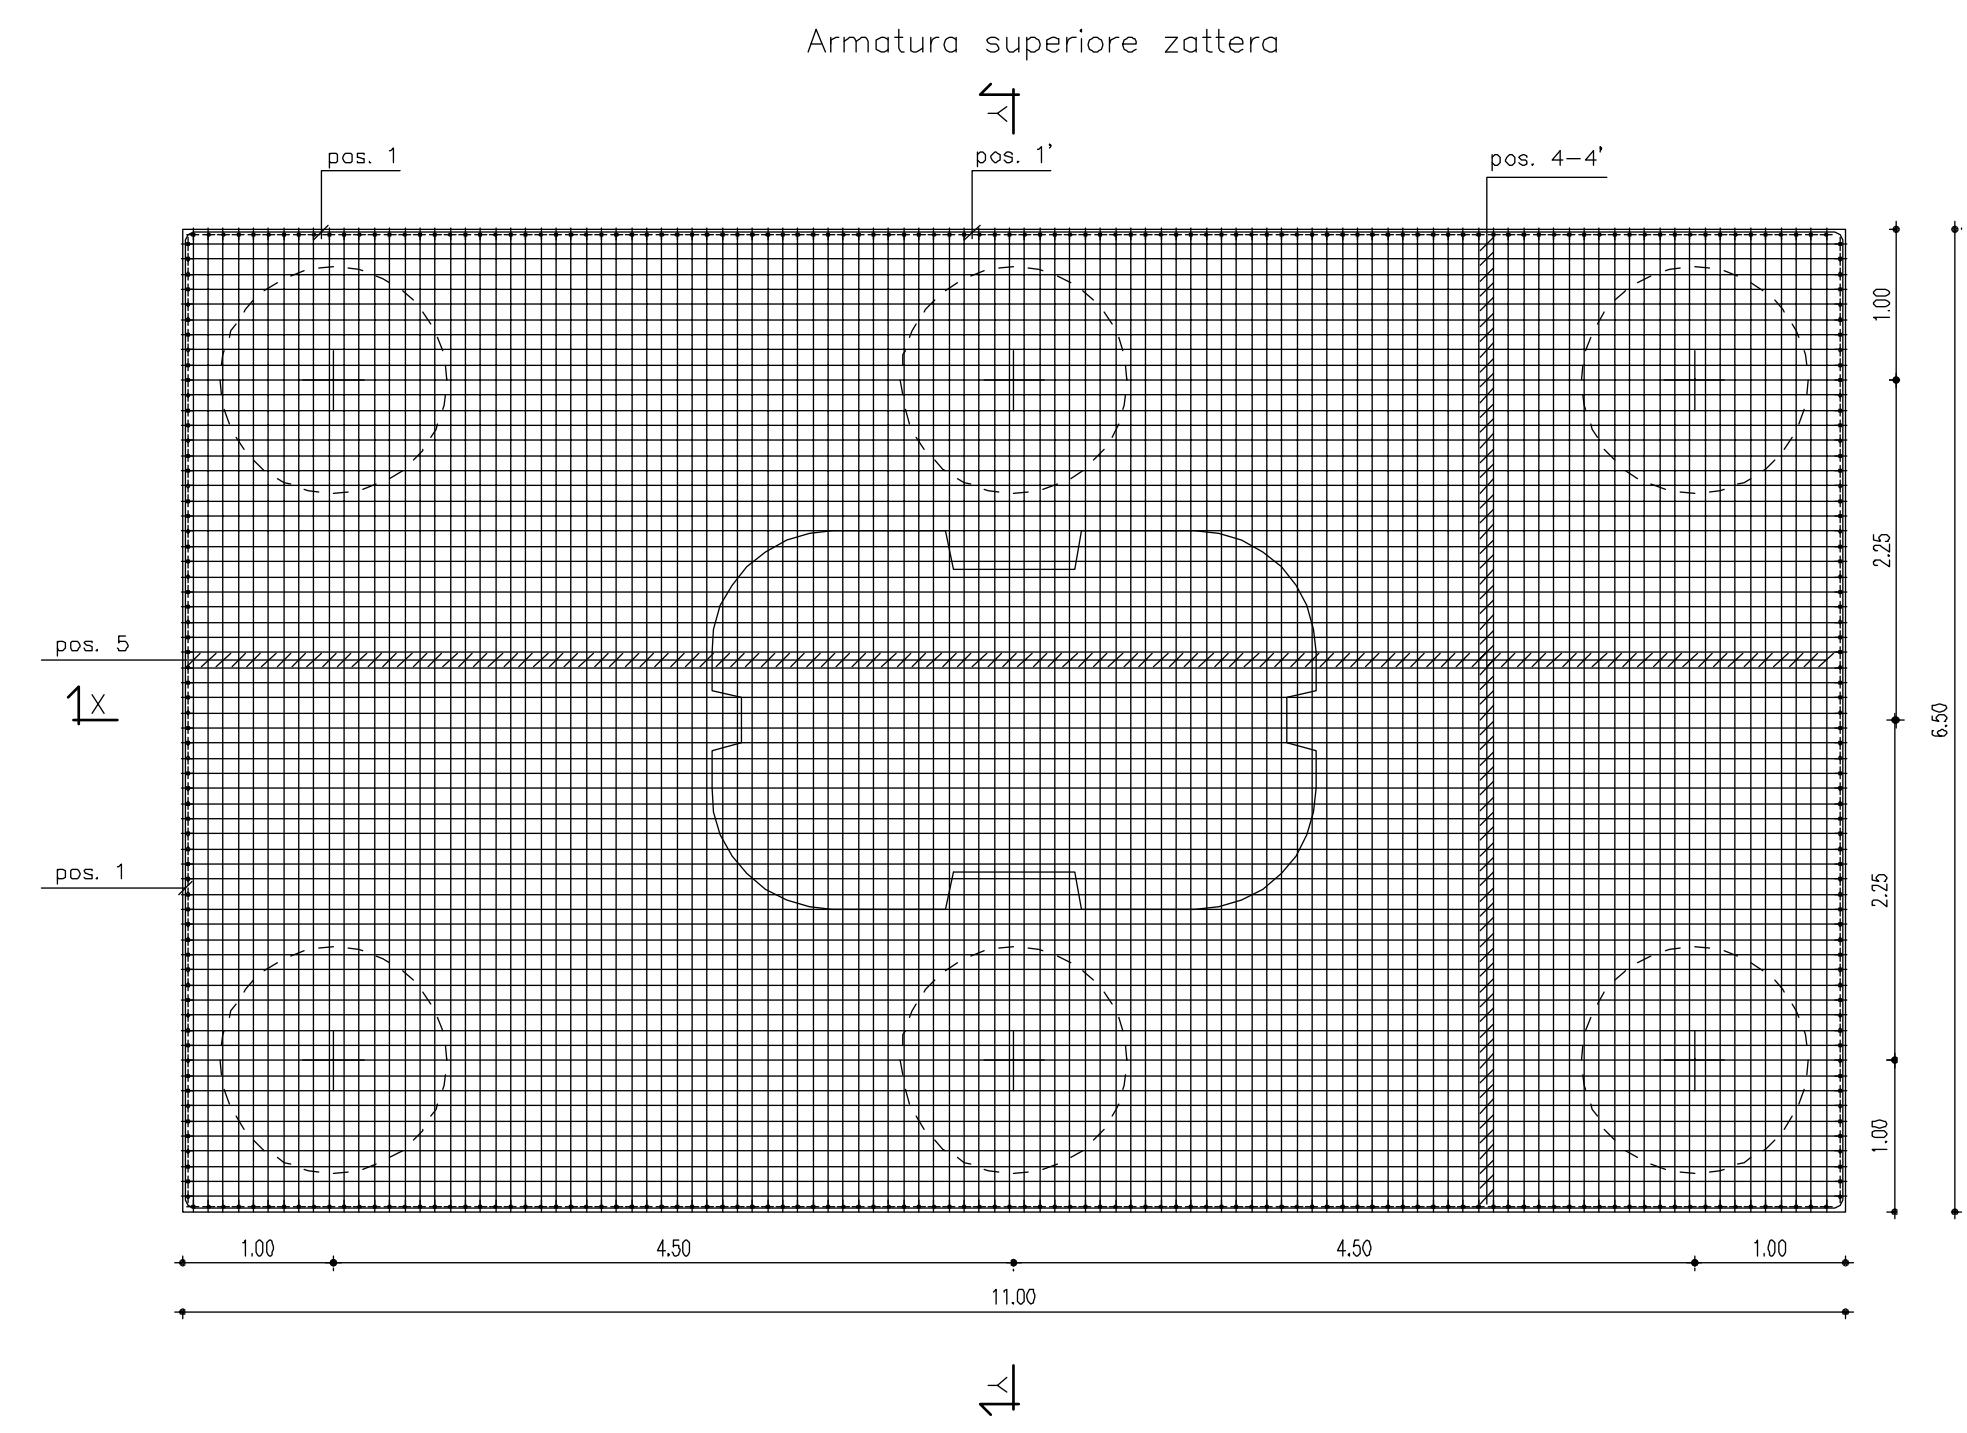 Armatura superiore zattera
Y
pos. 1
pos. 1'
pos. 4-4'
1.00
2.25
pos. 5
X
6.50
pos. 1
2.25
1.00
1.00
4.50
4.50
1.00
11.00
Y